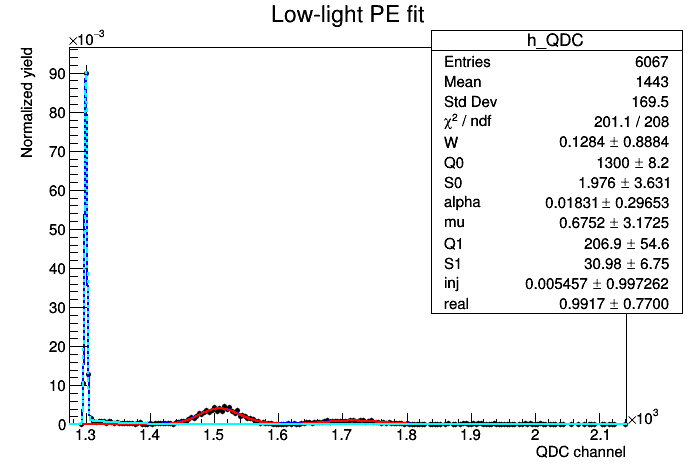 Low-light PE fit
×10⁻³
Normalized yield
90
80
70
60
50
40
30
20
10
0
1.3 1.4 1.5 1.6 1.7 1.8 1.9 2 2.1
×10³
QDC channel
h_QDC
Entries 6067
Mean 1443
Std Dev 169.5
χ² / ndf 201.1 / 208
W 0.1284 ± 0.8884
Q0 1300 ± 8.2
S0 1.976 ± 3.631
alpha 0.01831 ± 0.29653
mu 0.6752 ± 3.1725
Q1 206.9 ± 54.6
S1 30.98 ± 6.75
inj 0.005457 ± 0.997262
real 0.9917 ± 0.7700